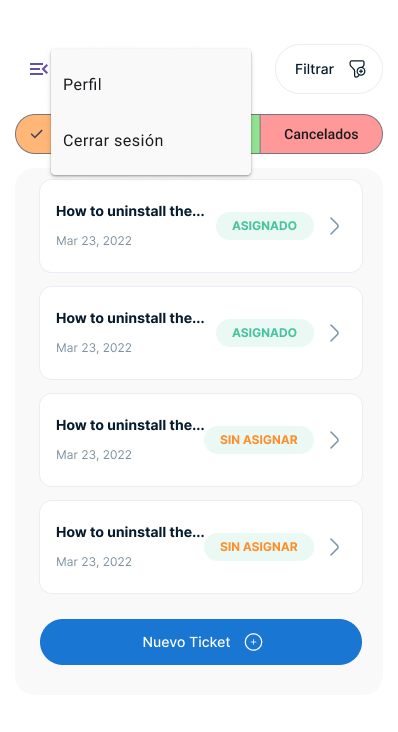 Filtrar
Perfil
Cerrar sesión
Cancelados
How to uninstall the...
Mar 23, 2022
ASIGNADO
How to uninstall the...
Mar 23, 2022
ASIGNADO
How to uninstall the...
Mar 23, 2022
SIN ASIGNAR
How to uninstall the...
Mar 23, 2022
SIN ASIGNAR
Nuevo Ticket